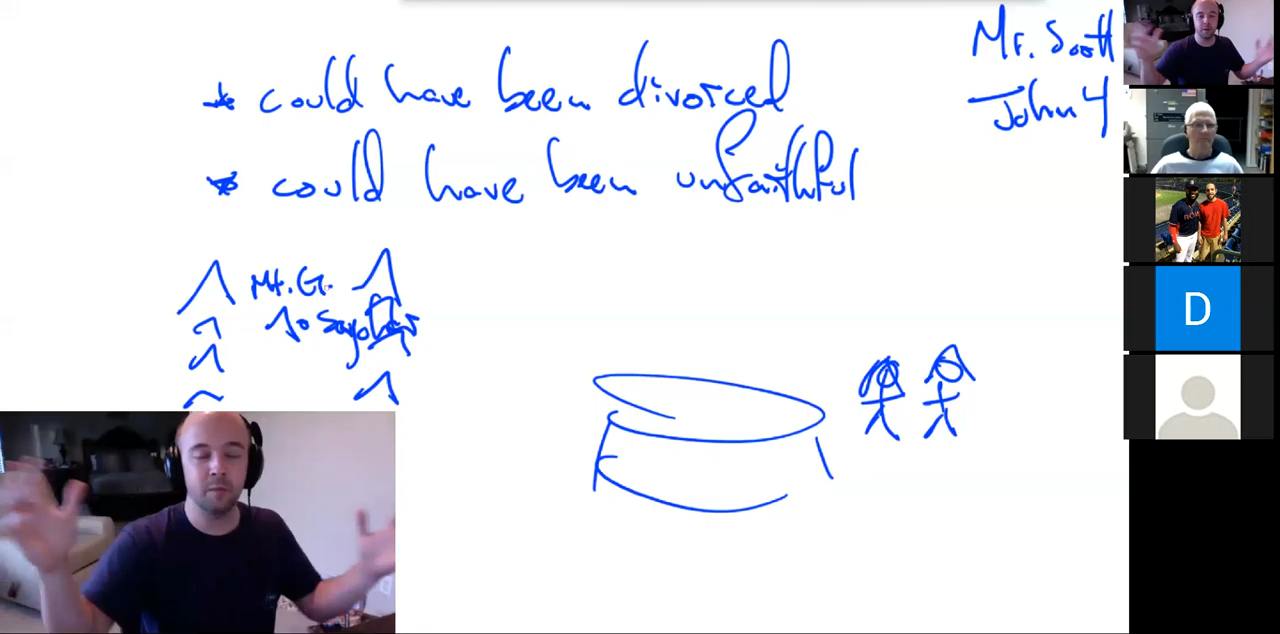 * could have been divorced
* could have been unfaithful
Mr. Scott
John 4
Mt. G.
D